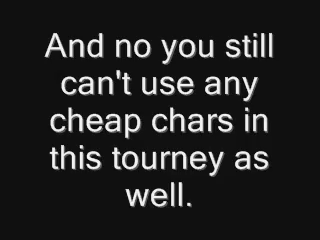 And no you still
can't use any
cheap chars in
this tourney as
well.